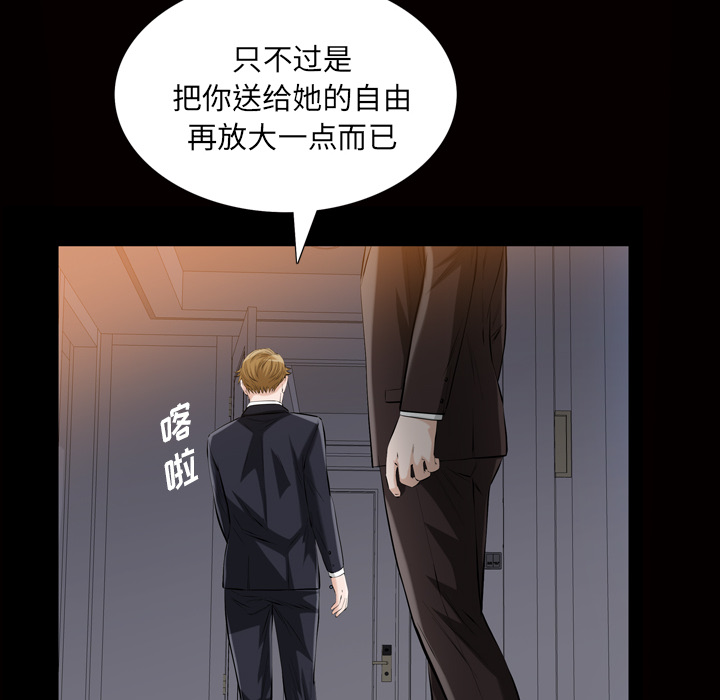 只不过是
把你送给她的自由
再放大一点而已
喀
啦